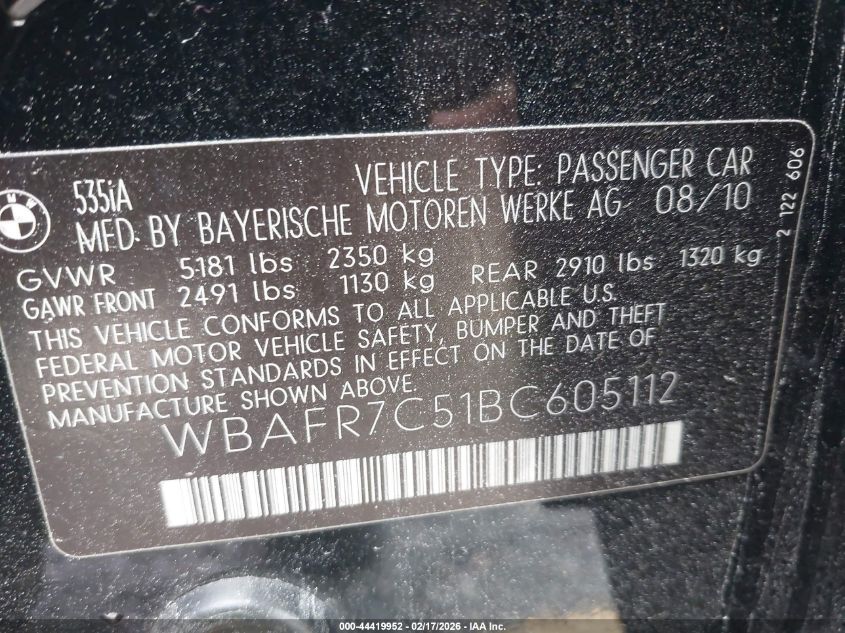 535iA VEHICLE TYPE: PASSENGER CAR
MFD. BY BAYERISCHE MOTOREN WERKE AG 08/10
GVWR 5181 lbs 2350 kg
GAWR FRONT 2491 lbs 1130 kg REAR 2910 lbs 1320 kg
THIS VEHICLE CONFORMS TO ALL APPLICABLE U.S.
FEDERAL MOTOR VEHICLE SAFETY, BUMPER AND THEFT
PREVENTION STANDARDS IN EFFECT ON THE DATE OF
MANUFACTURE SHOWN ABOVE.
WBAFR7C51BC605112
2 122 606
000-44419952 - 02/17/2026 - IAA Inc.